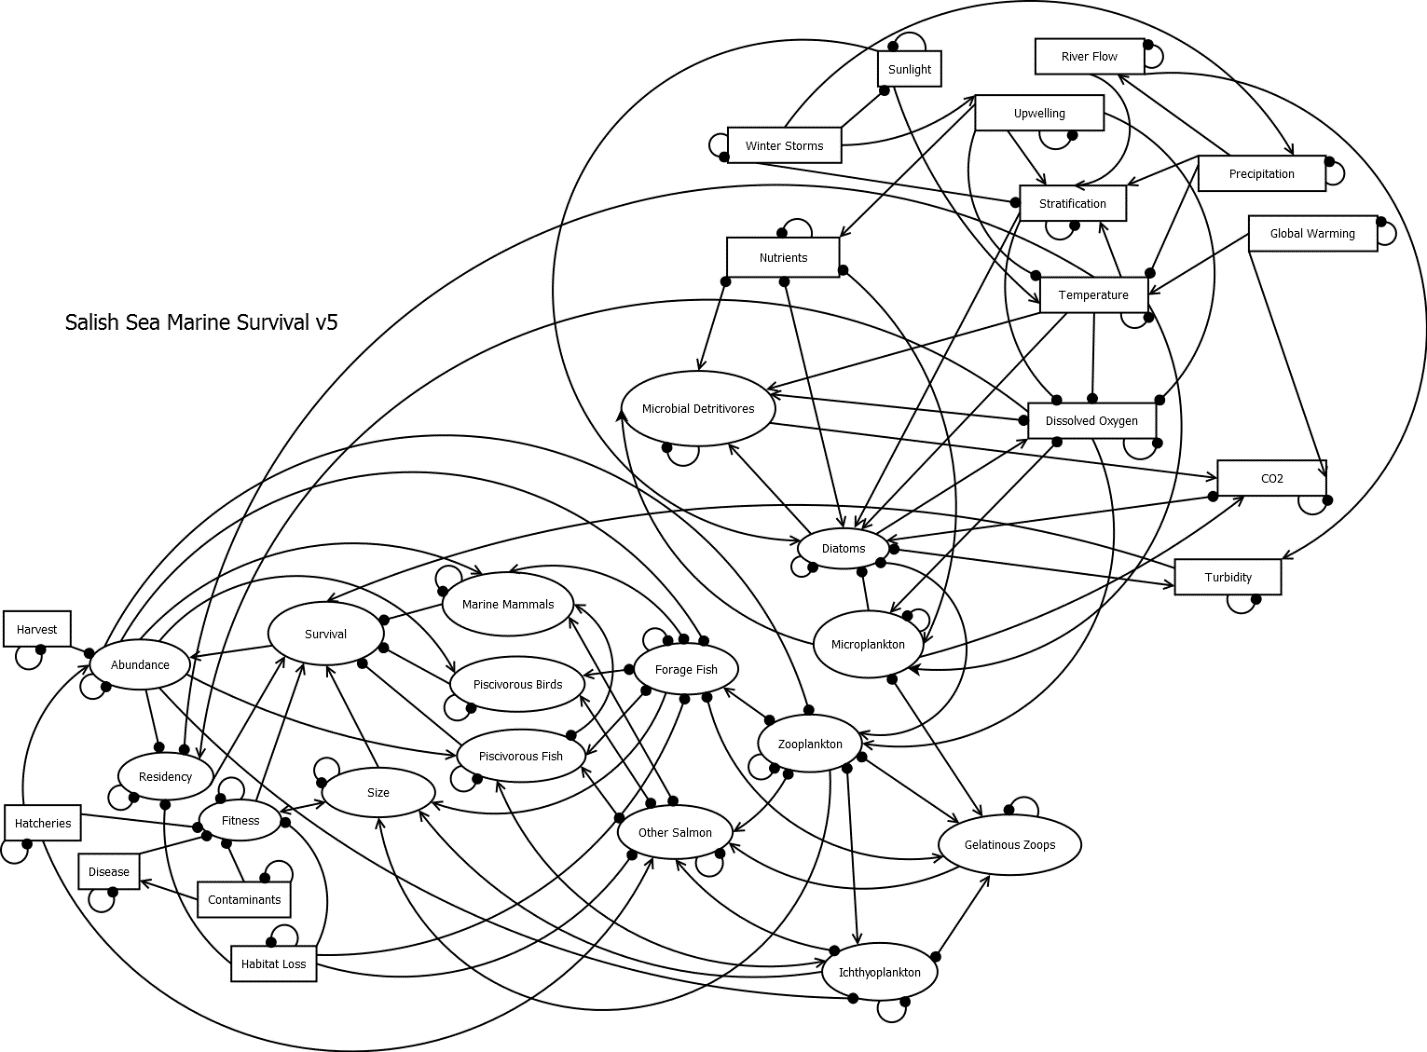 Sunlight
River Flow
Upwelling
Winter Storms
Precipitation
Stratification
Global Warming
Nutrients
Temperature
Salish Sea Marine Survival v5
Microbial Detritivores
Dissolved Oxygen
CO2
Diatoms
Turbidity
Marine Mammals
Harvest
Survival
Microplankton
Abundance
Forage Fish
Piscivorous Birds
Zooplankton
Piscivorous Fish
Residency
Size
Hatcheries
Fitness
Other Salmon
Gelatinous Zoops
Disease
Contaminants
Habitat Loss
Ichthyoplankton